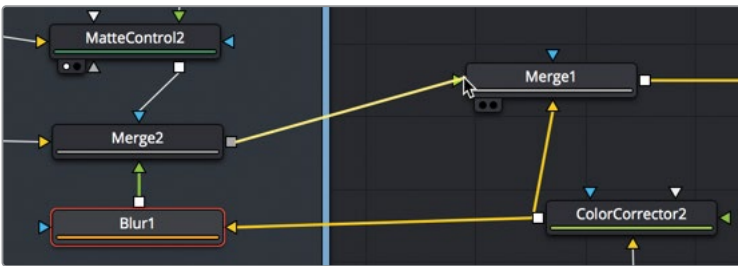 MatteControl2
Merge1
Merge2
Blur1
ColorCorrector2